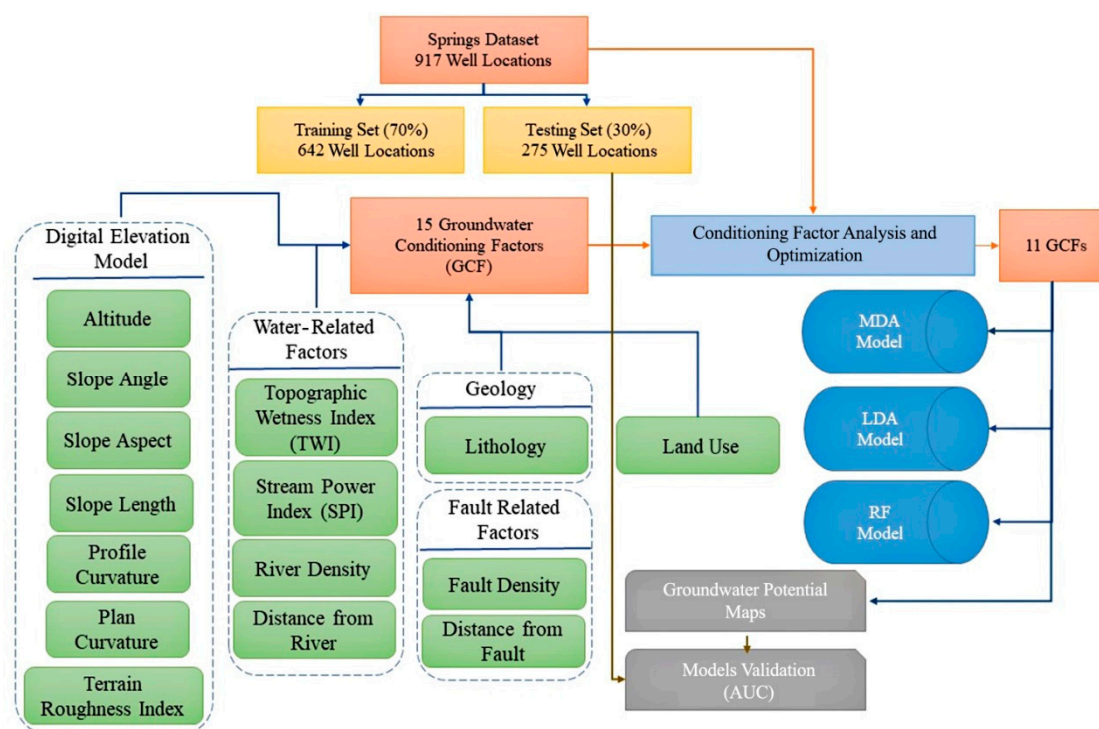 Springs Dataset
917 Well Locations
Training Set (70%)
642 Well Locations
Testing Set (30%)
275 Well Locations
Digital Elevation
Model
Altitude
Slope Angle
Slope Aspect
Slope Length
Profile
Curvature
Plan
Curvature
Terrain
Roughness Index
15 Groundwater
Conditioning Factors
(GCF)
Conditioning Factor Analysis and
Optimization
11 GCFs
Water-Related
Factors
Topographic
Wetness Index
(TWI)
Stream Power
Index (SPI)
River Density
Distance from
River
Geology
Lithology
Fault Related
Factors
Fault Density
Distance from
Fault
Land Use
MDA
Model
LDA
Model
RF
Model
Groundwater Potential
Maps
Models Validation
(AUC)